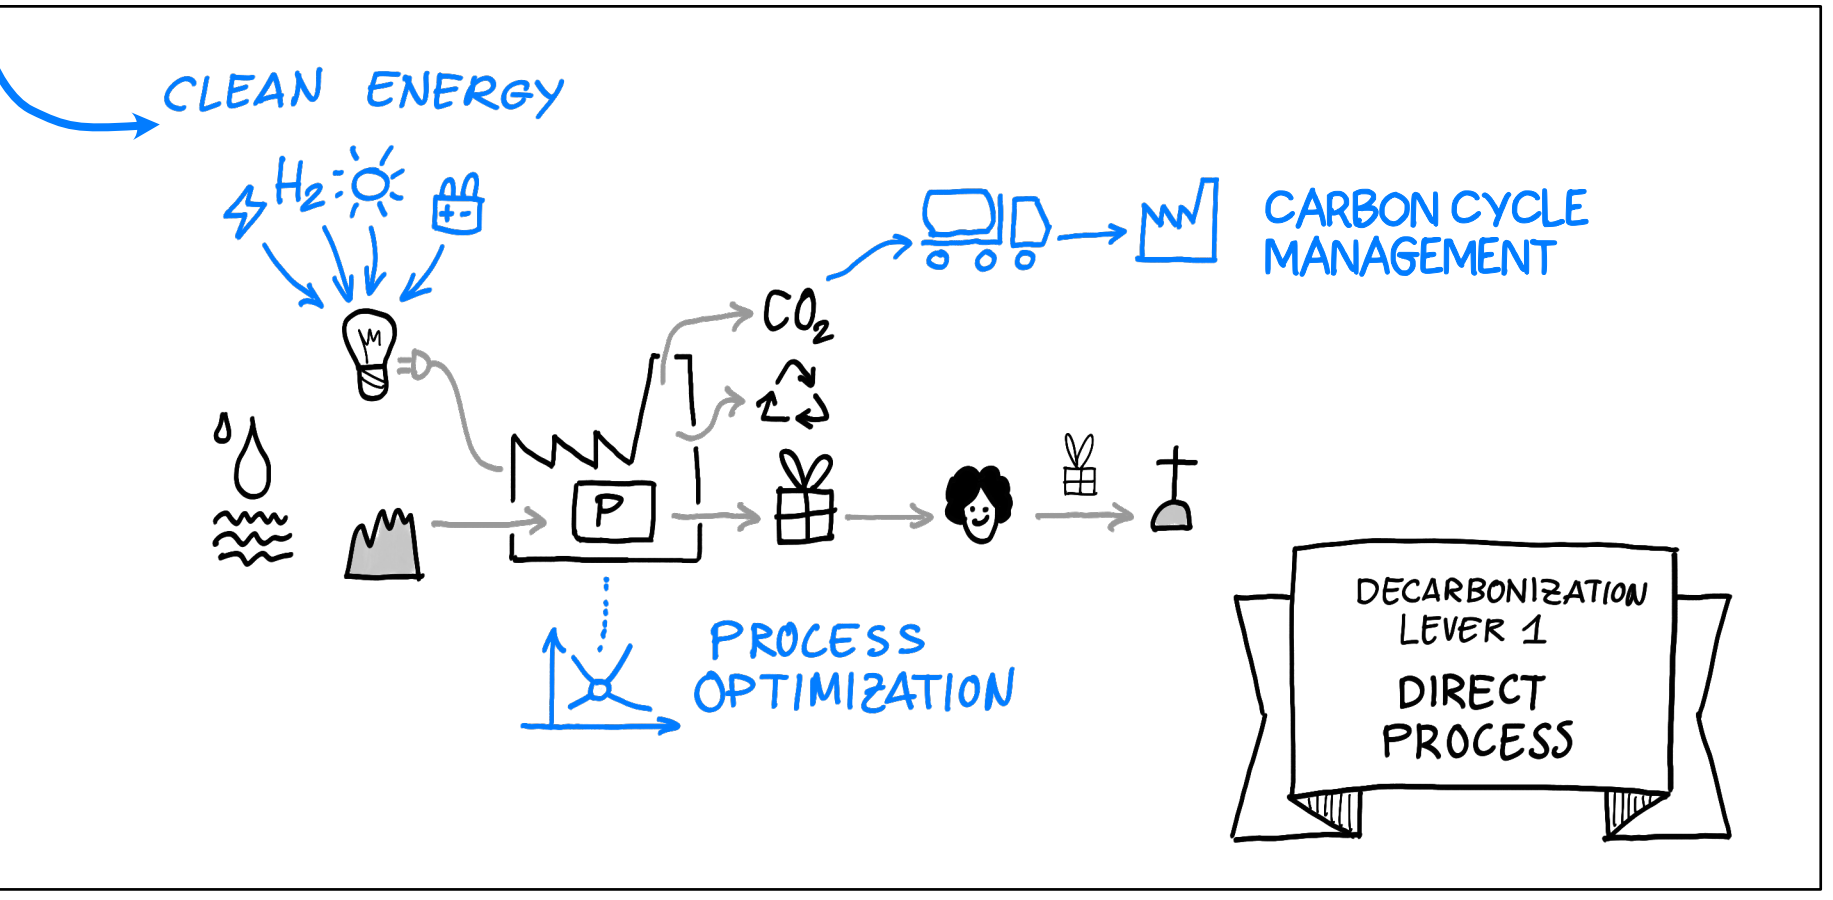 CLEAN ENERGY
H₂
+ -
CARBON CYCLE
MANAGEMENT
CO₂
P
PROCESS
OPTIMIZATION
DECARBONIZATION
LEVER 1
DIRECT
PROCESS